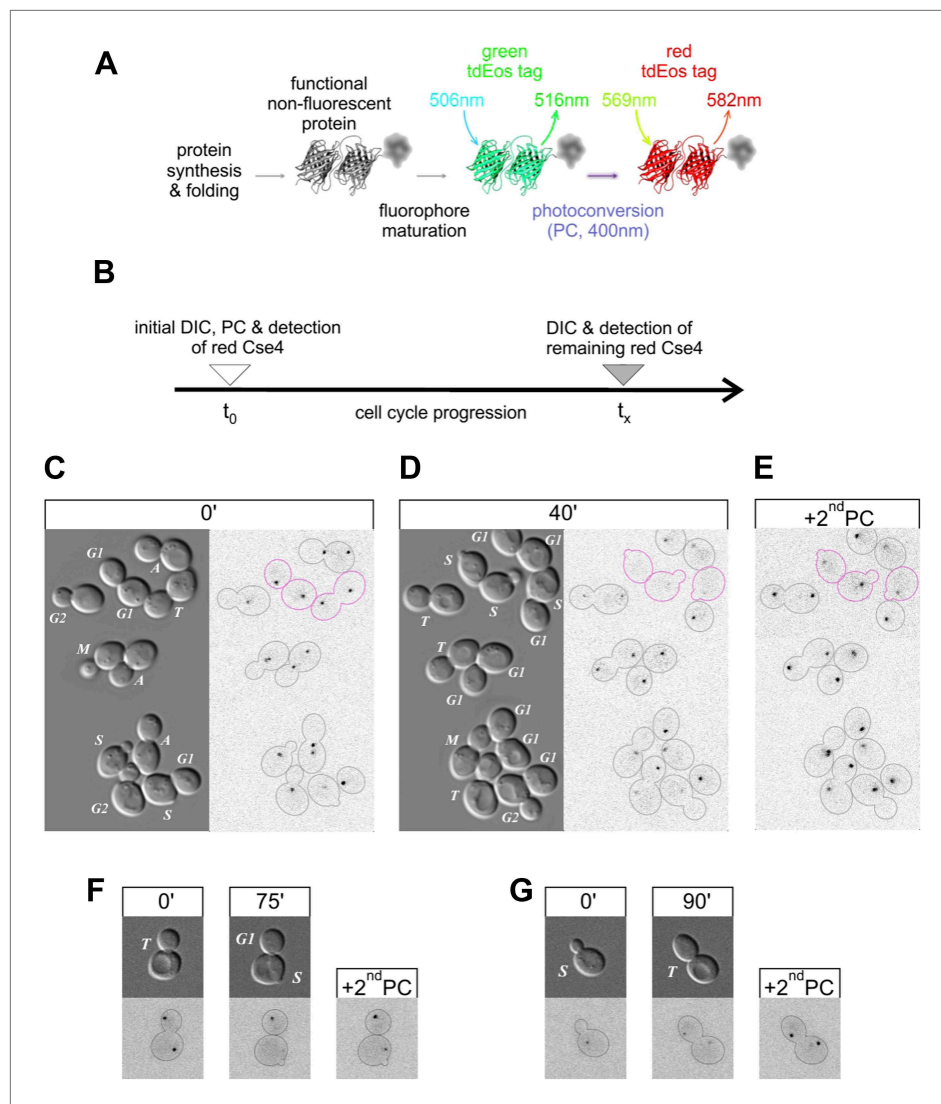 A
functional
non-fluorescent
protein
green
tdEos tag
red
tdEos tag
506nm
516nm
569nm
582nm
protein
synthesis
& folding
fluorophore
maturation
photoconversion
(PC, 400nm)
B
initial DIC, PC & detection
of red Cse4
DIC & detection of
remaining red Cse4
t0
cell cycle progression
tx
C
0'
G1
A
G2
G1
T
M
A
S
A
G1
G2
S
D
40'
G1
G1
S
T
S
S
G1
T
G1
G1
G1
M
G1
G1
T
G2
E
+2nd PC
F
0'
75'
T
G1
S
+2nd PC
G
0'
90'
S
T
+2nd PC